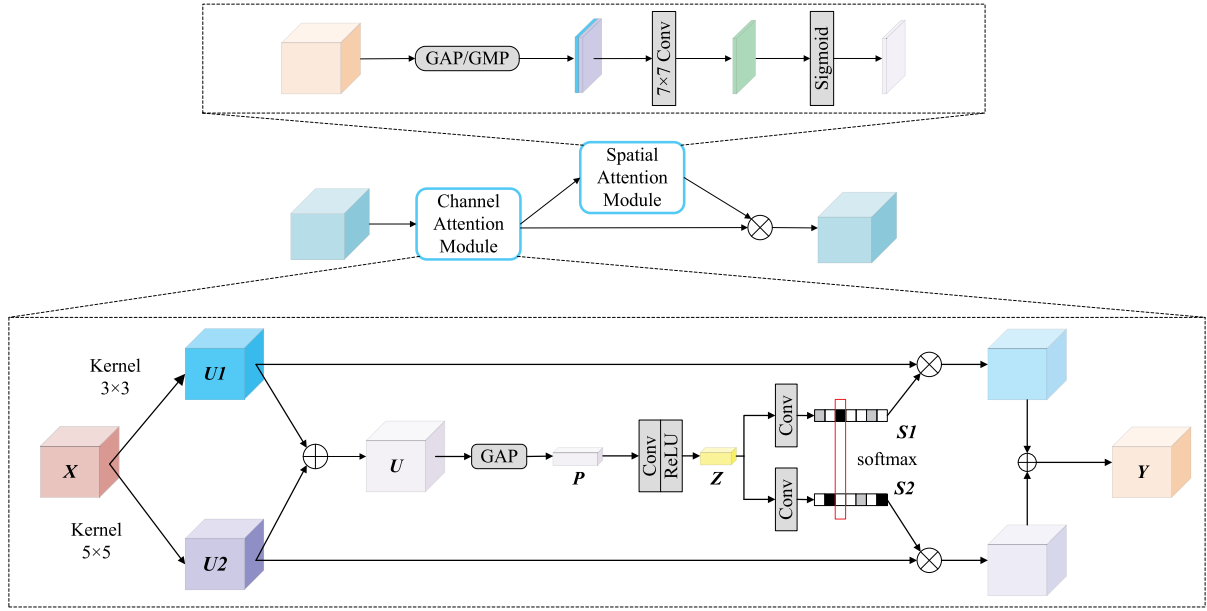 GAP/GMP
7×7 Conv
Sigmoid
Spatial
Attention
Module
Channel
Attention
Module
Kernel
3×3
U1
X
U
GAP
P
Conv
ReLU
Z
Conv
S1
softmax
Conv
S2
Y
Kernel
5×5
U2